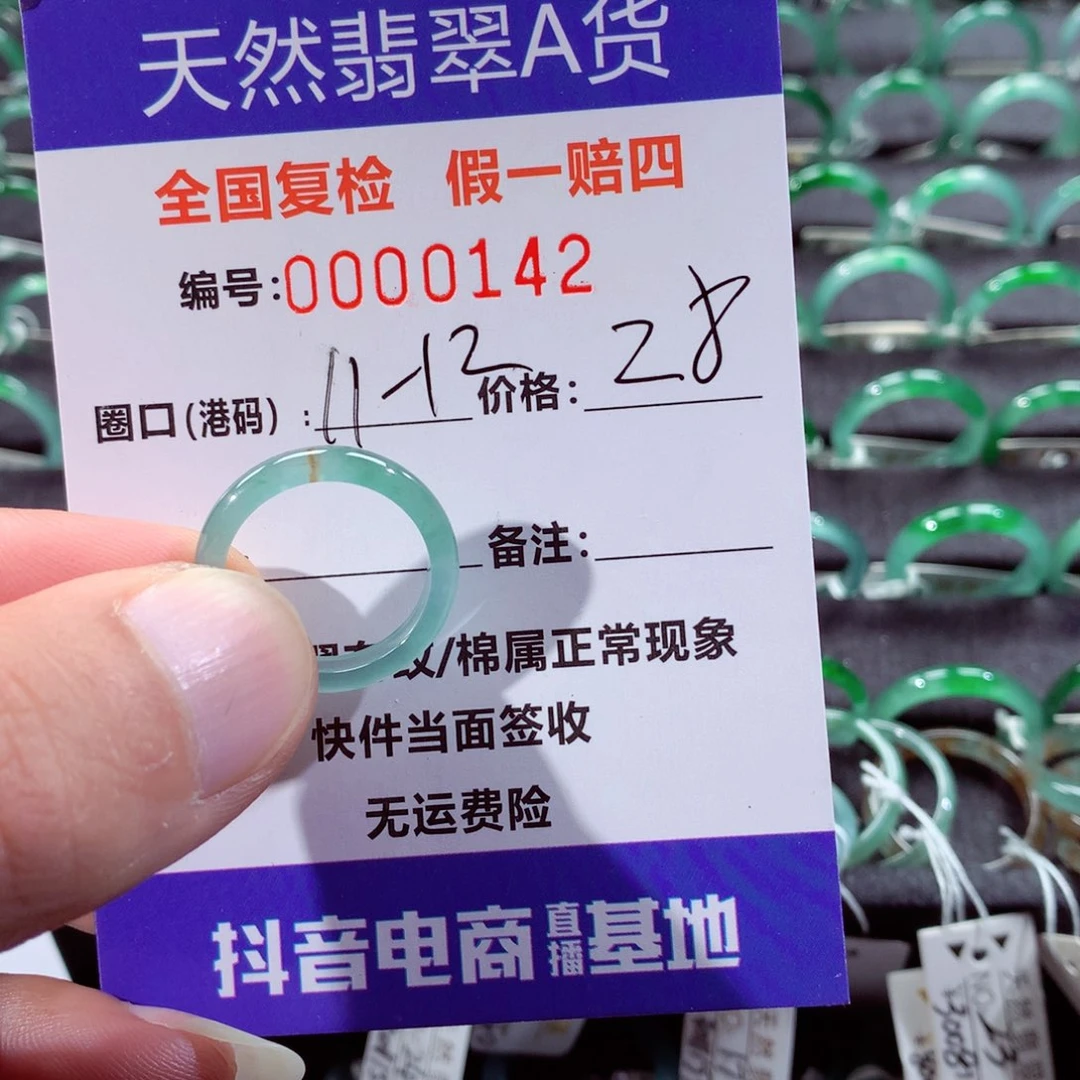 天然翡翠A货
全国复检 假一赔四
编号:0000142
圈口(港码):11-12 价格: 28
备注:
纹/棉属正常现象
快件当面签收
无运费险
抖音电商直播基地